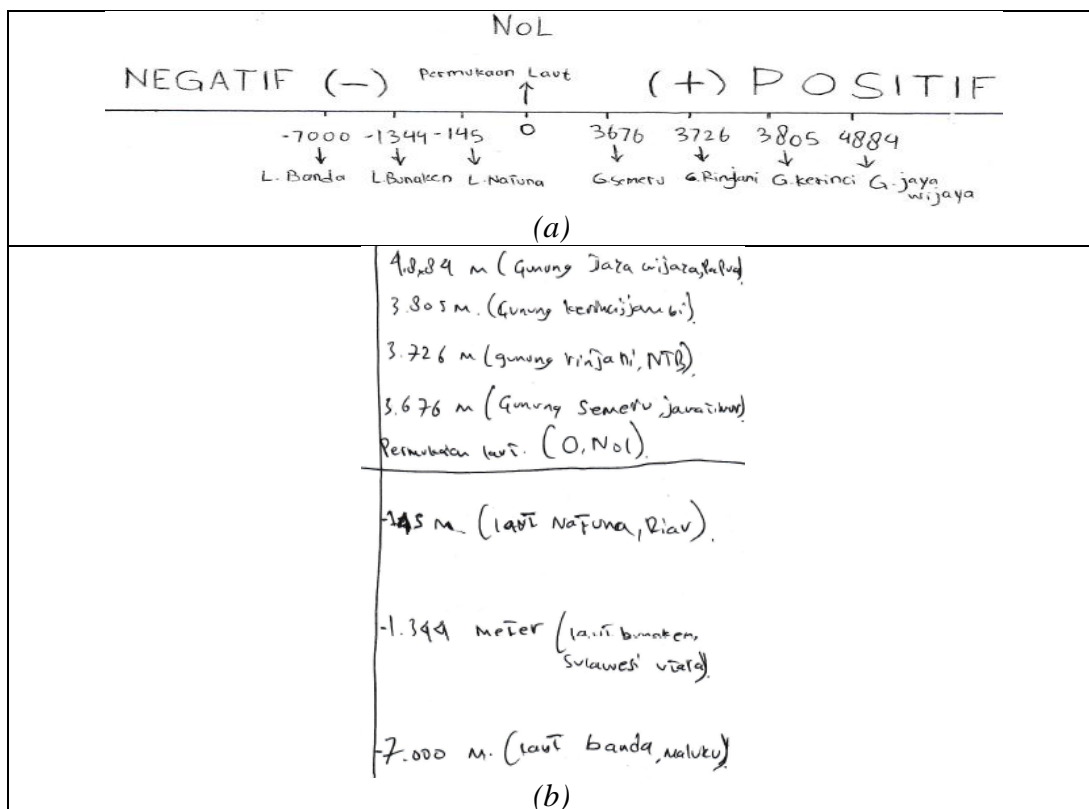 NOL
NEGATIF (-) Permukaan Laut (+) POSITIF
-7000 -1344 -145 0 3676 3726 3805 4884
L. Banda L.Bunaken L.Natuna G.semeru G.Rinjani G.kerinci G.jaya
wijaya
(a)
4.884 m (Gunung Jaya wijaya, Papua)
3.805 m. (Gunung kerinci, jambi)
3.726 m (gunung rinjani, NTB).
3.676 m (Gunung Semeru, jawa timur)
Permukaan laut. (0, Nol).
-145 m (laut Natuna, Riau).
-1.344 meter (laut bunaken,
Sulawesi utara).
-7.000 m. (laut banda, Maluku)
(b)